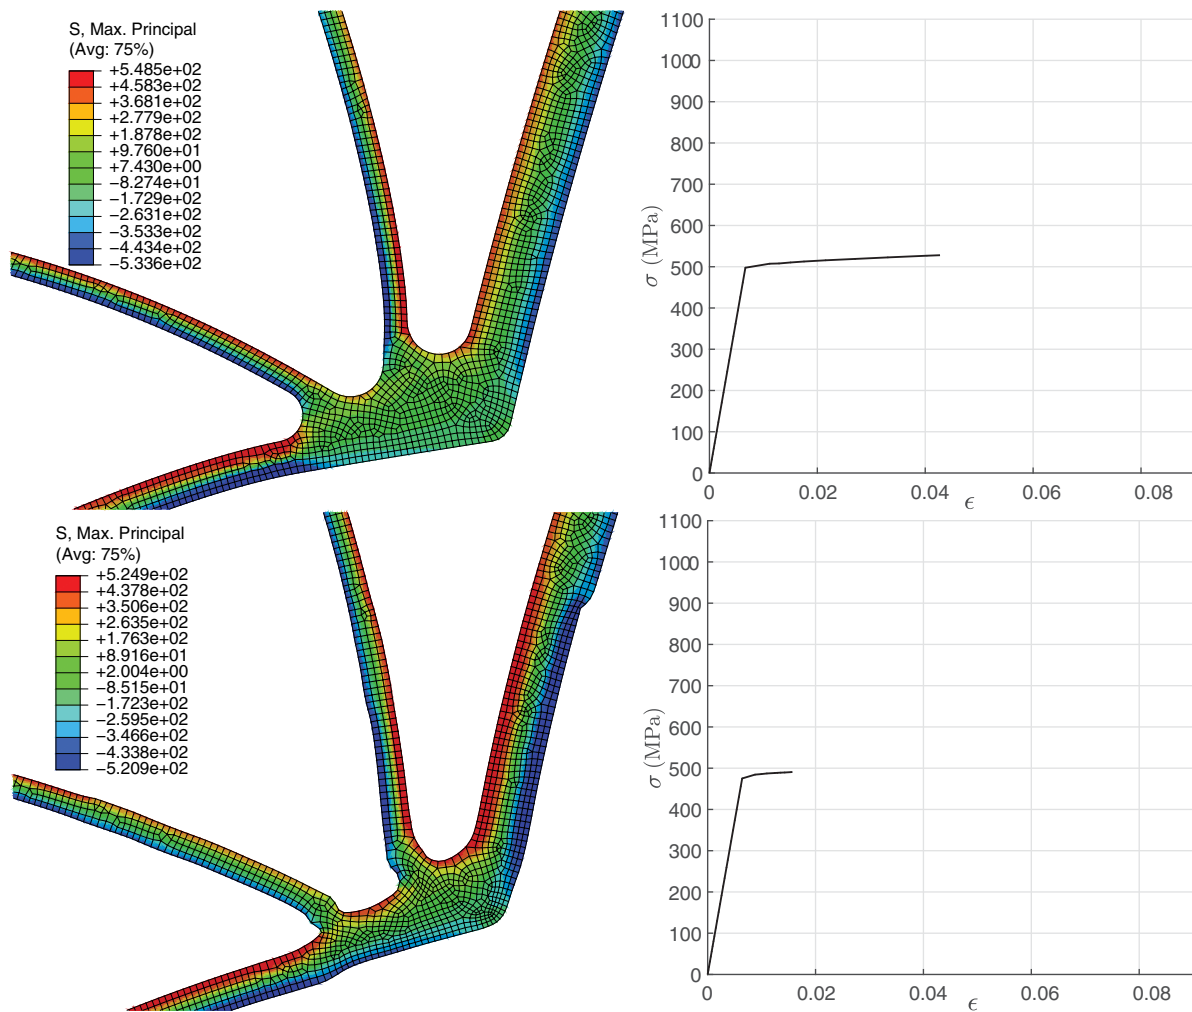 S, Max. Principal
(Avg: 75%)
+5.485e+02
+4.583e+02
+3.681e+02
+2.779e+02
+1.878e+02
+9.760e+01
+7.430e+00
−8.274e+01
−1.729e+02
−2.631e+02
−3.533e+02
−4.434e+02
−5.336e+02
1100
1000
900
800
700
600
500
400
300
200
100
0
σ (MPa)
0 0.02 0.04 0.06 0.08
ϵ
S, Max. Principal
(Avg: 75%)
+5.249e+02
+4.378e+02
+3.506e+02
+2.635e+02
+1.763e+02
+8.916e+01
+2.004e+00
−8.515e+01
−1.723e+02
−2.595e+02
−3.466e+02
−4.338e+02
−5.209e+02
1100
1000
900
800
700
600
500
400
300
200
100
0
σ (MPa)
0 0.02 0.04 0.06 0.08
ϵ